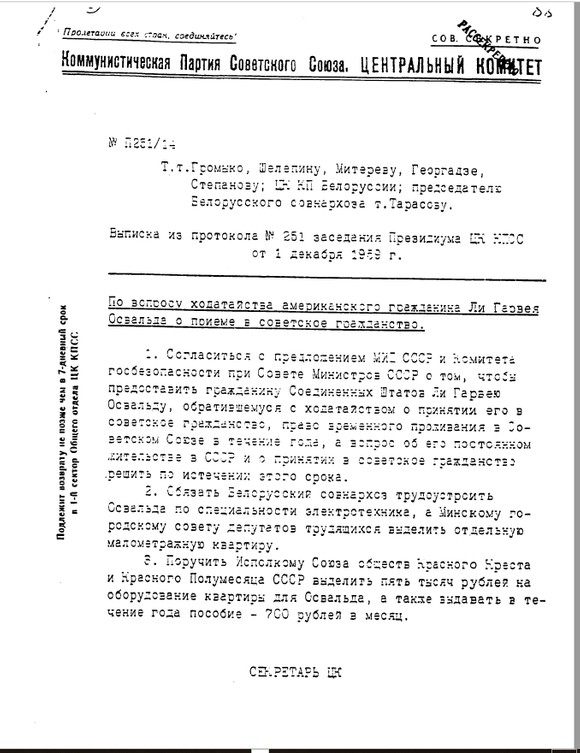 "Пролетарии всех стран, соединяйтесь"
СОВ. СЕКРЕТНО
РАССЕКРЕЧЕНО
Коммунистическая Партия Советского Союза. ЦЕНТРАЛЬНЫЙ КОМИТЕТ
№ П251/14
Т.т.Громыко, Шелепину, Митереву, Георгадзе,
Степанову; ЦК КП Белоруссии; председателю
Белорусского совнархоза т.Тарасову.
Выписка из протокола № 251 заседания Президиума ЦК КПСС
от 1 декабря 1959 г.
По вопросу ходатайства американского гражданина Ли Гарвея
Освальда о приеме в советское гражданство.
1. Согласиться с предложением МИД СССР и Комитета
госбезопасности при Совете Министров СССР о том, чтобы
предоставить гражданину Соединенных Штатов Ли Гарвею
Освальду, обратившемуся с ходатайством о принятии его в
советское гражданство, право временного проживания в Со-
ветском Союзе в течение года, а вопрос об его постоянном
жительстве в СССР и о принятии в советское гражданство
решить по истечении этого срока.
2. Обязать Белорусский совнархоз трудоустроить
Освальда по специальности электротехника, а Минскому го-
родскому совету депутатов трудящихся выделить отдельную
малометражную квартиру.
3. Поручить Исполкому Союза обществ Красного Креста
и Красного Полумесяца СССР выделить пять тысяч рублей на
оборудование квартиры для Освальда, а также выдавать в те-
чение года пособие - 700 рублей в месяц.
СЕКРЕТАРЬ ЦК
Подлежит возврату не позже чем в 7-дневный срок
в 1-й сектор Общего отдела ЦК КПСС